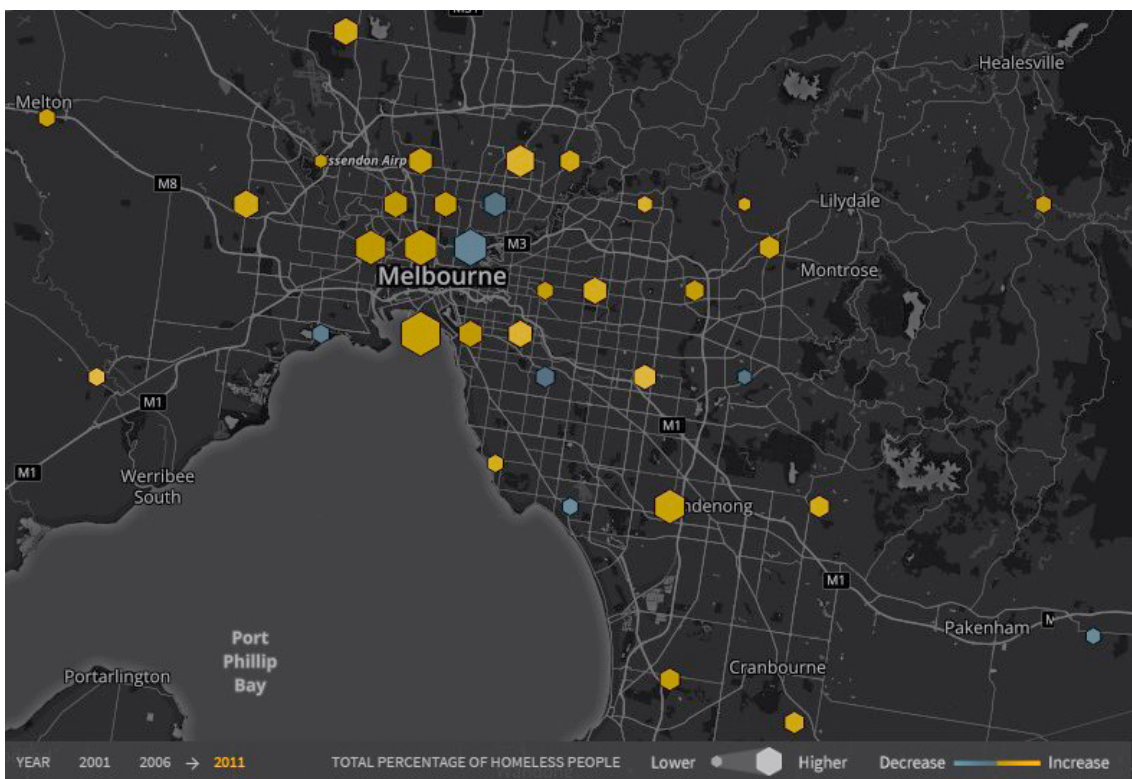 Healesville
Melton
ssendon Airp
M8
Lilydale
M3
Montrose
Melbourne
M1
M1
M1
Werribee
South
ndenong
M1
Pakenham
M
Port
Phillip
Bay
Portarlington
Cranbourne
YEAR 2001 2006 → 2011 TOTAL PERCENTAGE OF HOMELESS PEOPLE Lower Higher Decrease Increase